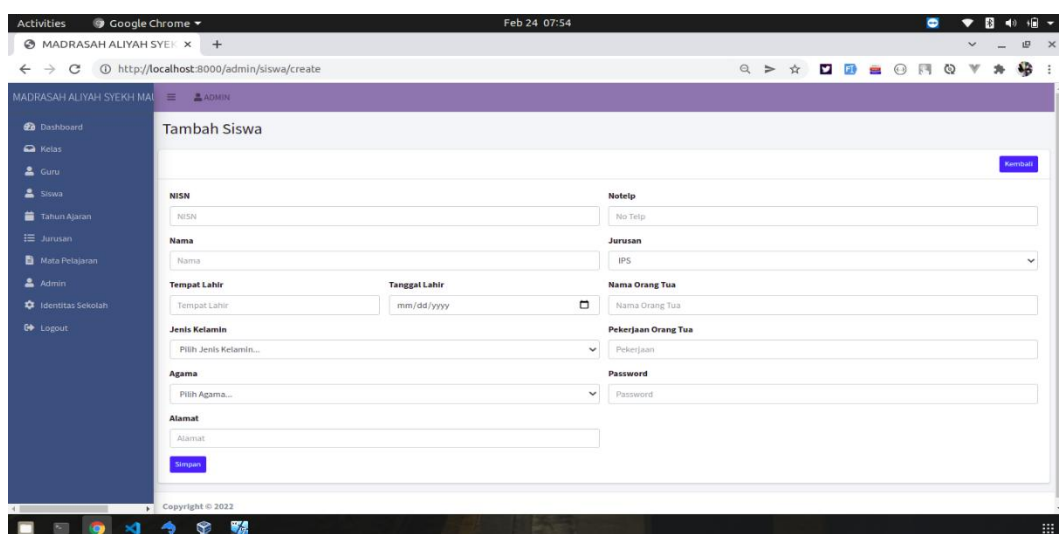 Activities Google Chrome Feb 24 07:54
MADRASAH ALIYAH SYEK
http://localhost:8000/admin/siswa/create
MADRASAH ALIYAH SYEKH MAL ADMIN
Dashboard
Kelas
Guru
Siswa
Tahun Ajaran
Jurusan
Mata Pelajaran
Admin
Identitas Sekolah
Logout
Tambah Siswa
Kembali
NISN
NISN
Nama
Nama
Tempat Lahir Tanggal Lahir
Tempat Lahir mm/dd/yyyy
Jenis Kelamin
Pilih Jenis Kelamin...
Agama
Pilih Agama...
Alamat
Alamat
Simpan
Notelp
No Telp
Jurusan
IPS
Nama Orang Tua
Nama Orang Tua
Pekerjaan Orang Tua
Pekerjaan
Password
Password
Copyright © 2022